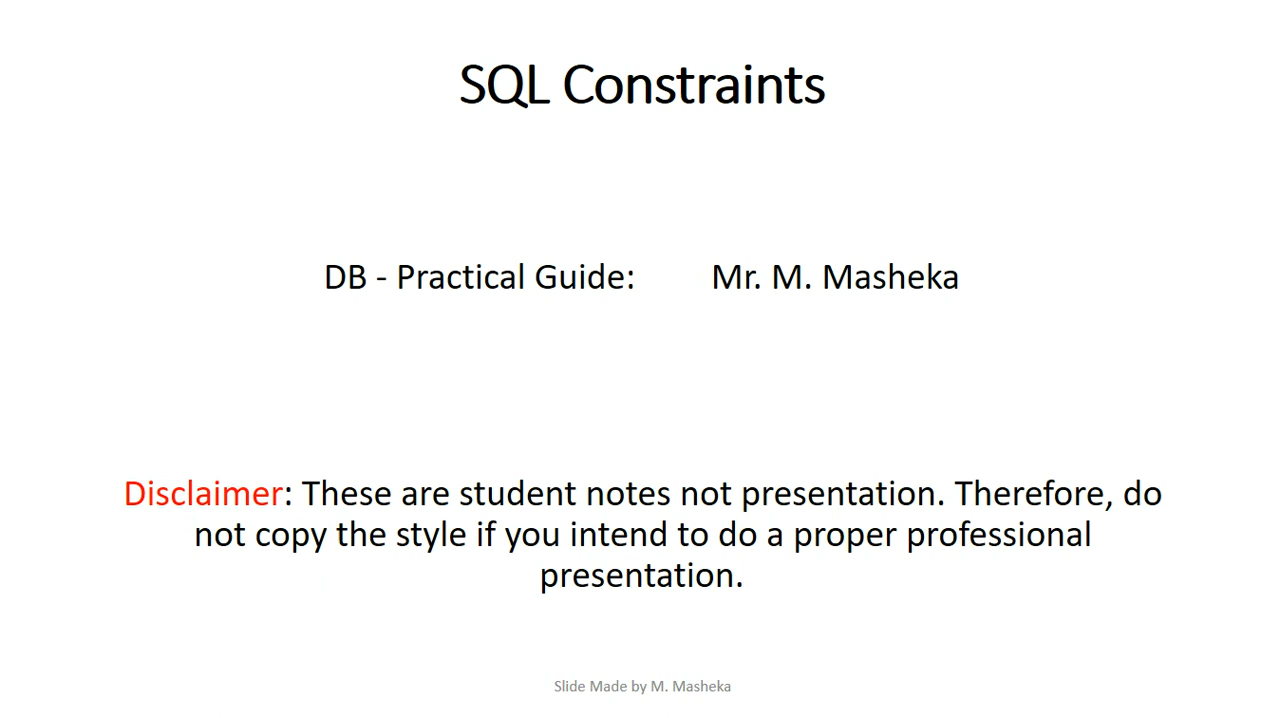 SQL Constraints
DB - Practical Guide: Mr. M. Masheka
Disclaimer: These are student notes not presentation. Therefore, do
not copy the style if you intend to do a proper professional
presentation.
Slide Made by M. Masheka